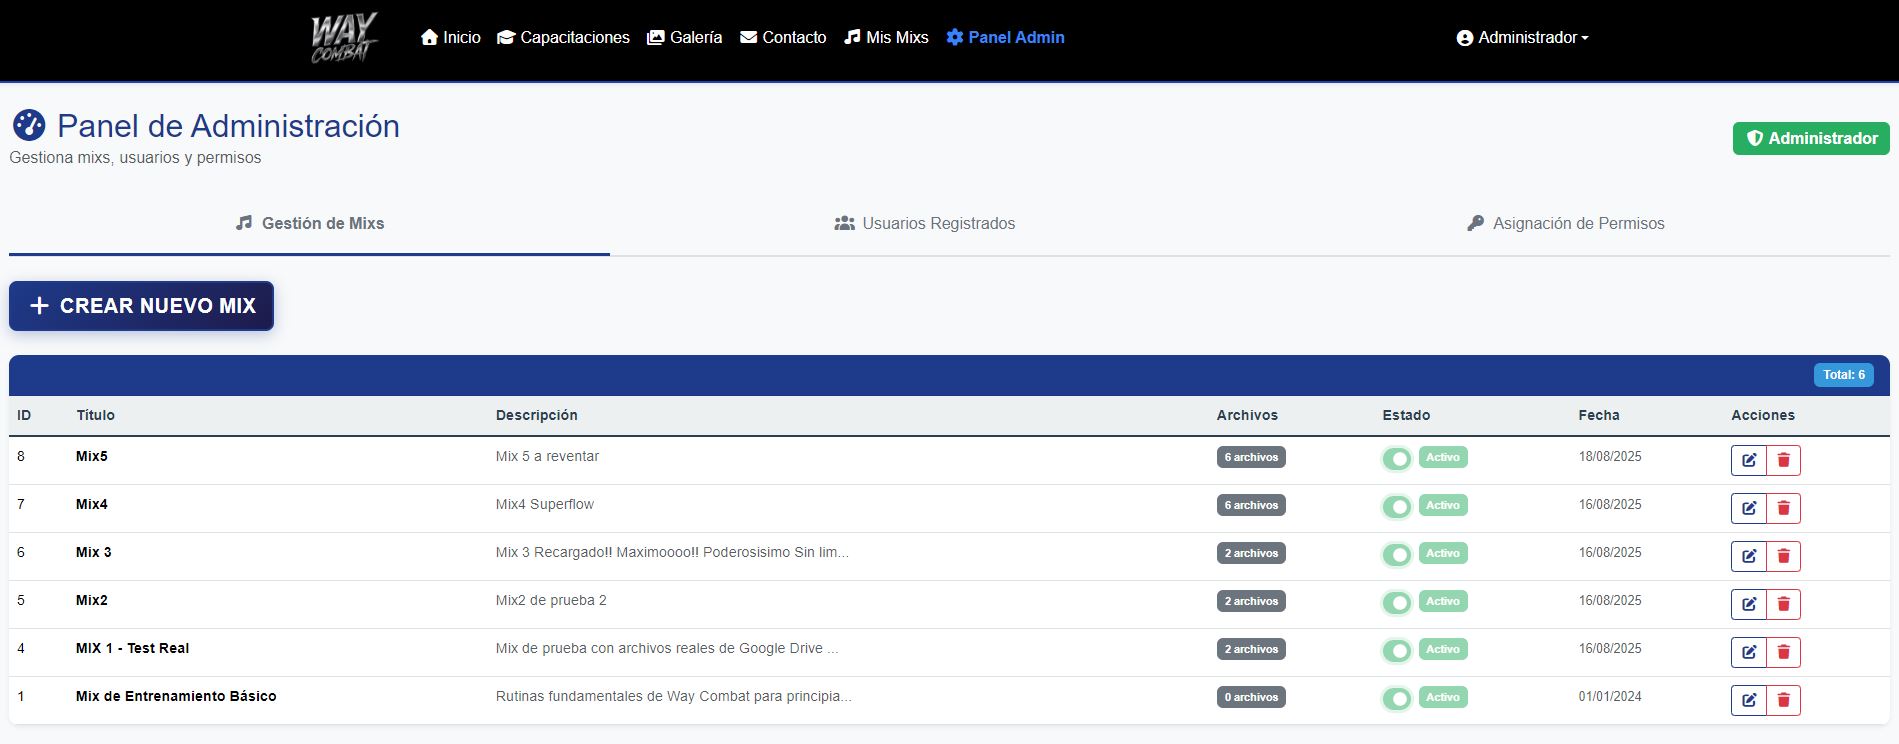 WAY COMBAT
Inicio Capacitaciones Galería Contacto Mis Mixs Panel Admin Administrador
Panel de Administración
Gestiona mixs, usuarios y permisos
Administrador
Gestión de Mixs Usuarios Registrados Asignación de Permisos
CREAR NUEVO MIX
Total: 6
ID Título Descripción Archivos Estado Fecha Acciones
8 Mix5 Mix 5 a reventar 6 archivos Activo 18/08/2025
7 Mix4 Mix4 Superflow 6 archivos Activo 16/08/2025
6 Mix 3 Mix 3 Recargado!! Maximoooo!! Poderosisimo Sin lim... 2 archivos Activo 16/08/2025
5 Mix2 Mix2 de prueba 2 2 archivos Activo 16/08/2025
4 MIX 1 - Test Real Mix de prueba con archivos reales de Google Drive ... 2 archivos Activo 16/08/2025
1 Mix de Entrenamiento Básico Rutinas fundamentales de Way Combat para principia... 0 archivos Activo 01/01/2024